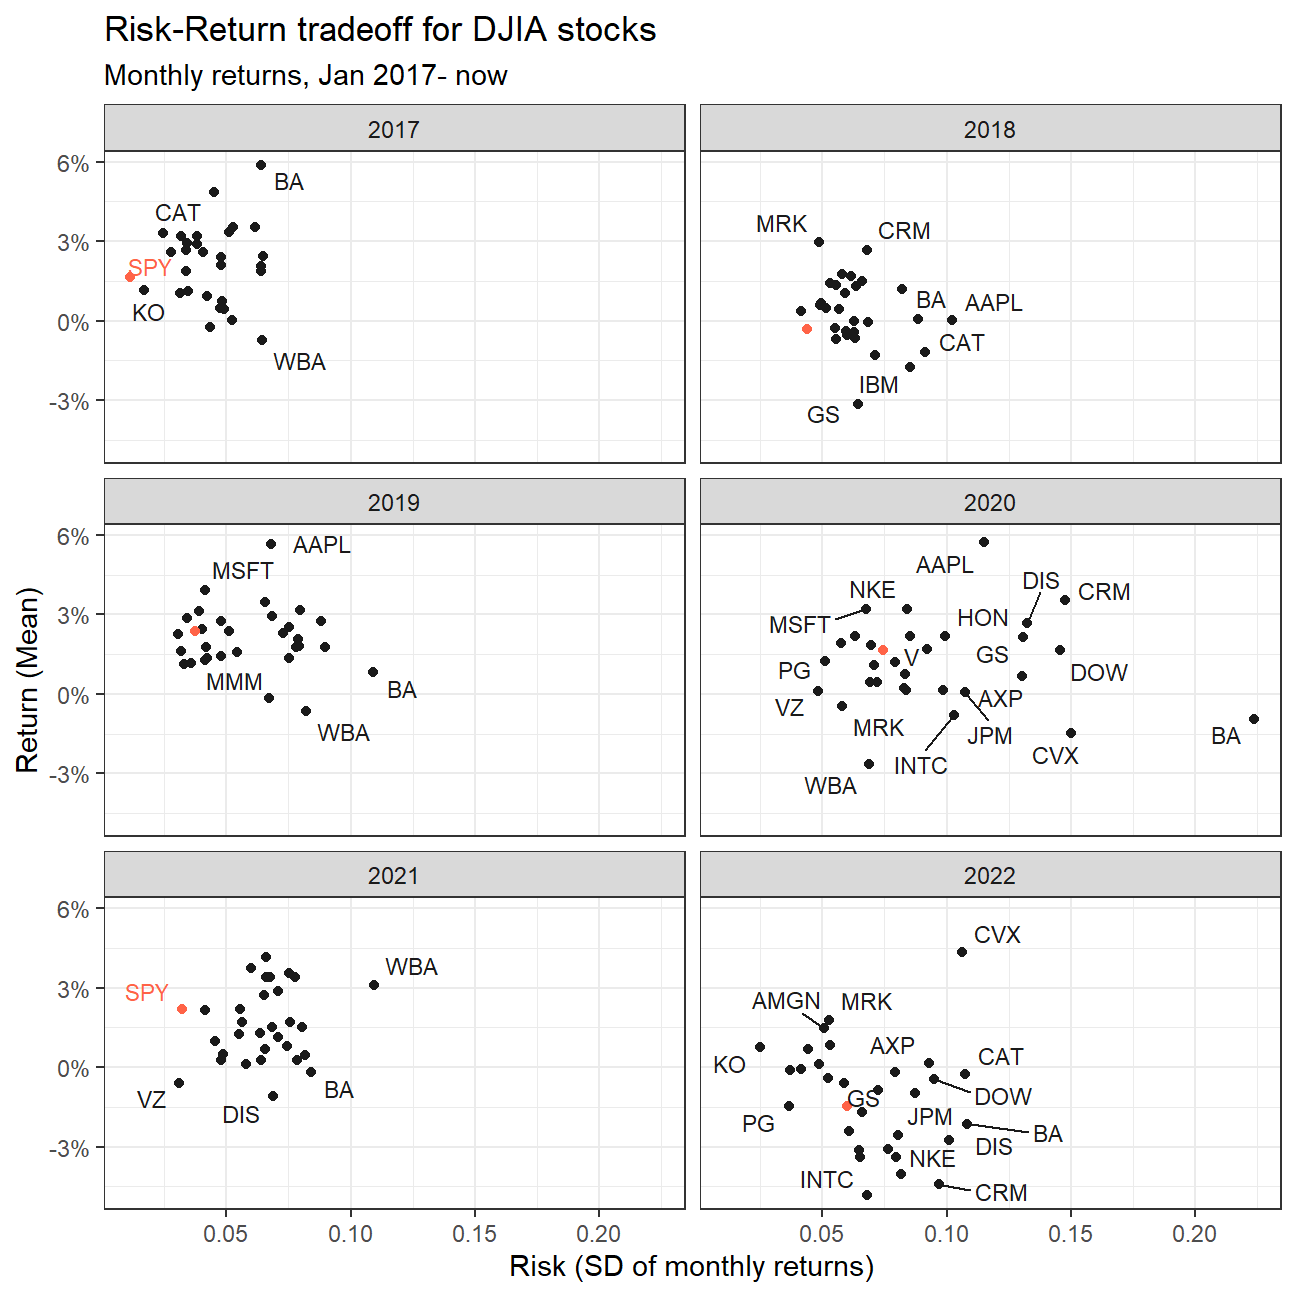 Risk-Return tradeoff for DJIA stocks
Monthly returns, Jan 2017- now
2017
2018
6%
3%
0%
-3%
BA
CAT
SPY
KO
WBA
MRK
CRM
BA
AAPL
CAT
IBM
GS
2019
2020
6%
3%
0%
-3%
AAPL
MSFT
MMM
BA
WBA
AAPL
DIS
CRM
NKE
MSFT
HON
GS
V
PG
DOW
VZ
AXP
MRK
JPM
BA
INTC
CVX
WBA
2021
2022
6%
3%
0%
-3%
WBA
SPY
VZ
BA
DIS
CVX
AMGN
MRK
AXP
KO
CAT
GS
DOW
PG
JPM
BA
DIS
NKE
INTC
CRM
0.05
0.10
0.15
0.20
0.05
0.10
0.15
0.20
Return (Mean)
Risk (SD of monthly returns)